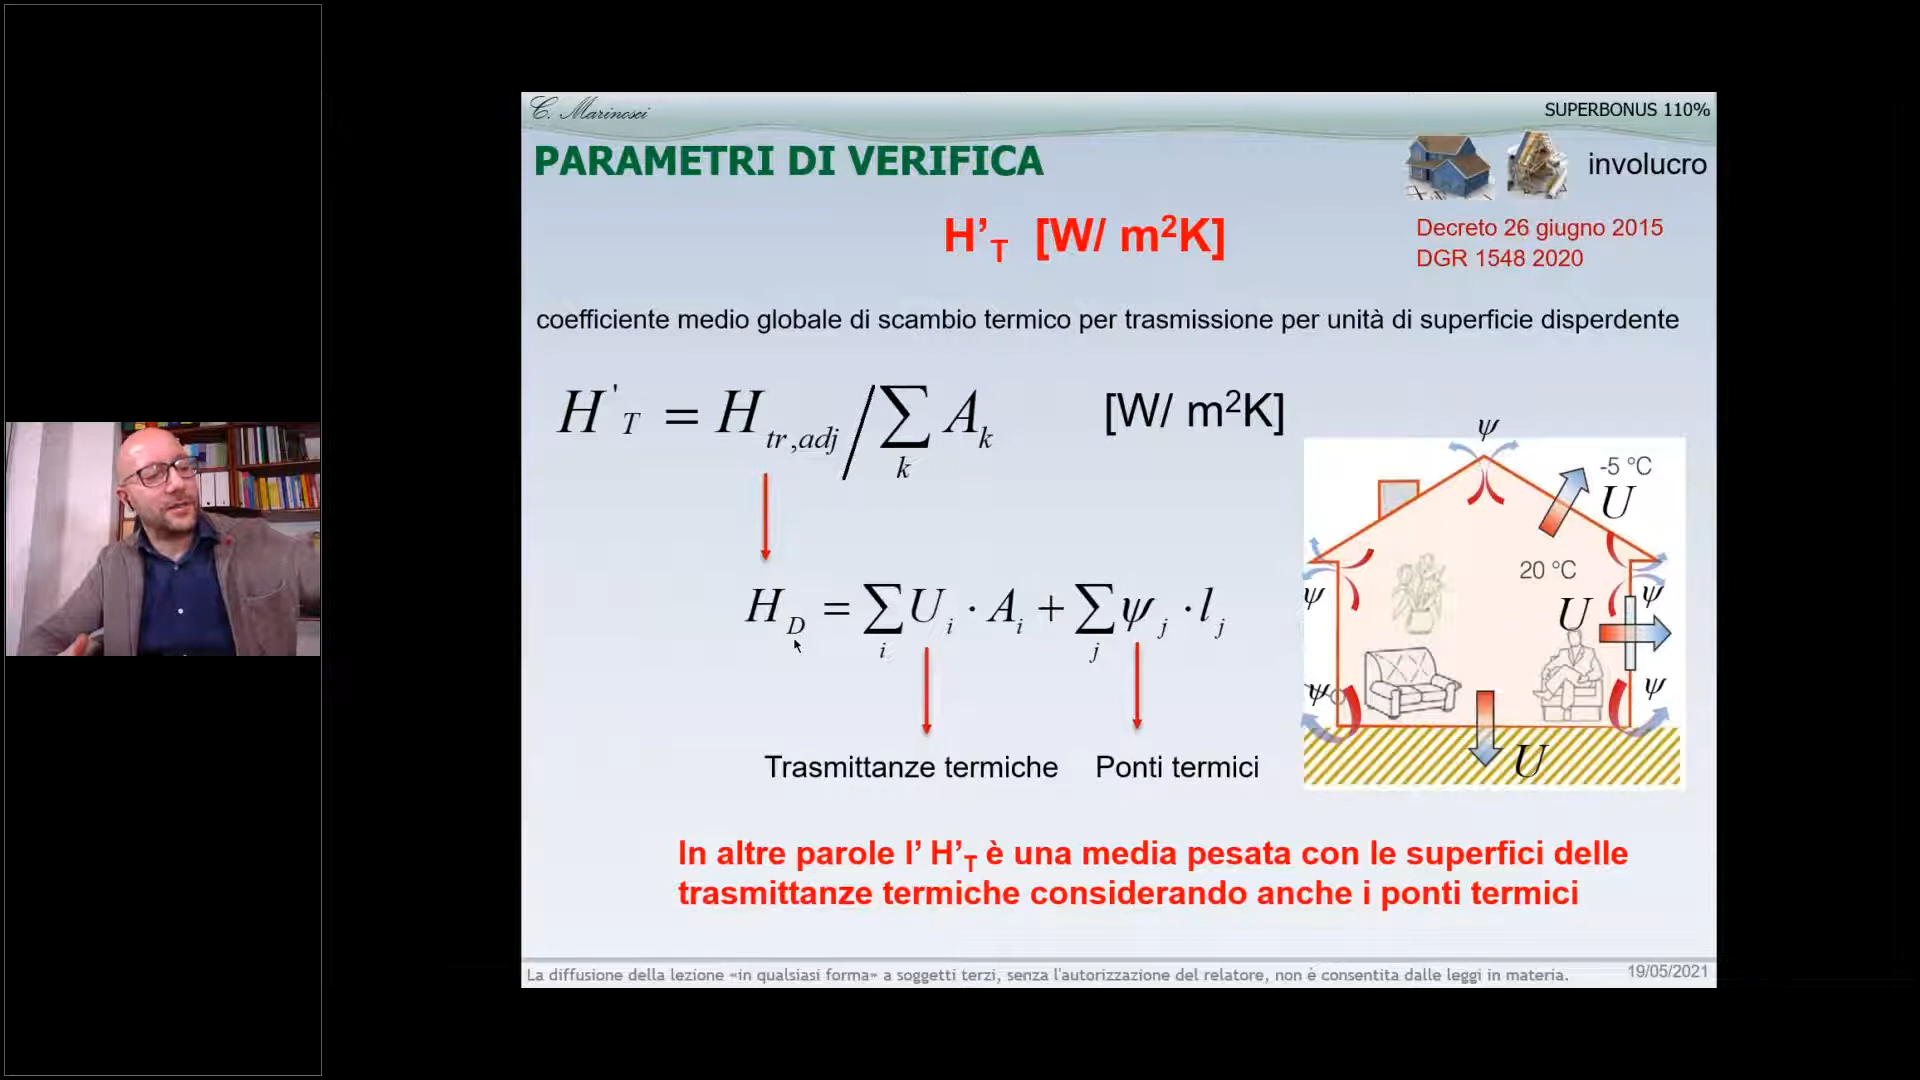 C. Marinosci
SUPERBONUS 110%
PARAMETRI DI VERIFICA
involucro
H’T [W/ m²K]
Decreto 26 giugno 2015
DGR 1548 2020
coefficiente medio globale di scambio termico per trasmissione per unità di superficie disperdente
H'T = Htr,adj / ∑k Ak [W/ m²K]
HD = ∑i Ui · Ai + ∑j ψj · lj
Trasmittanze termiche
Ponti termici
ψ
-5 °C
U
20 °C
ψ
U
ψ
ψ
ψ
U
In altre parole l’ H’T è una media pesata con le superfici delle
trasmittanze termiche considerando anche i ponti termici
La diffusione della lezione «in qualsiasi forma» a soggetti terzi, senza l'autorizzazione del relatore, non è consentita dalle leggi in materia.
19/05/2021